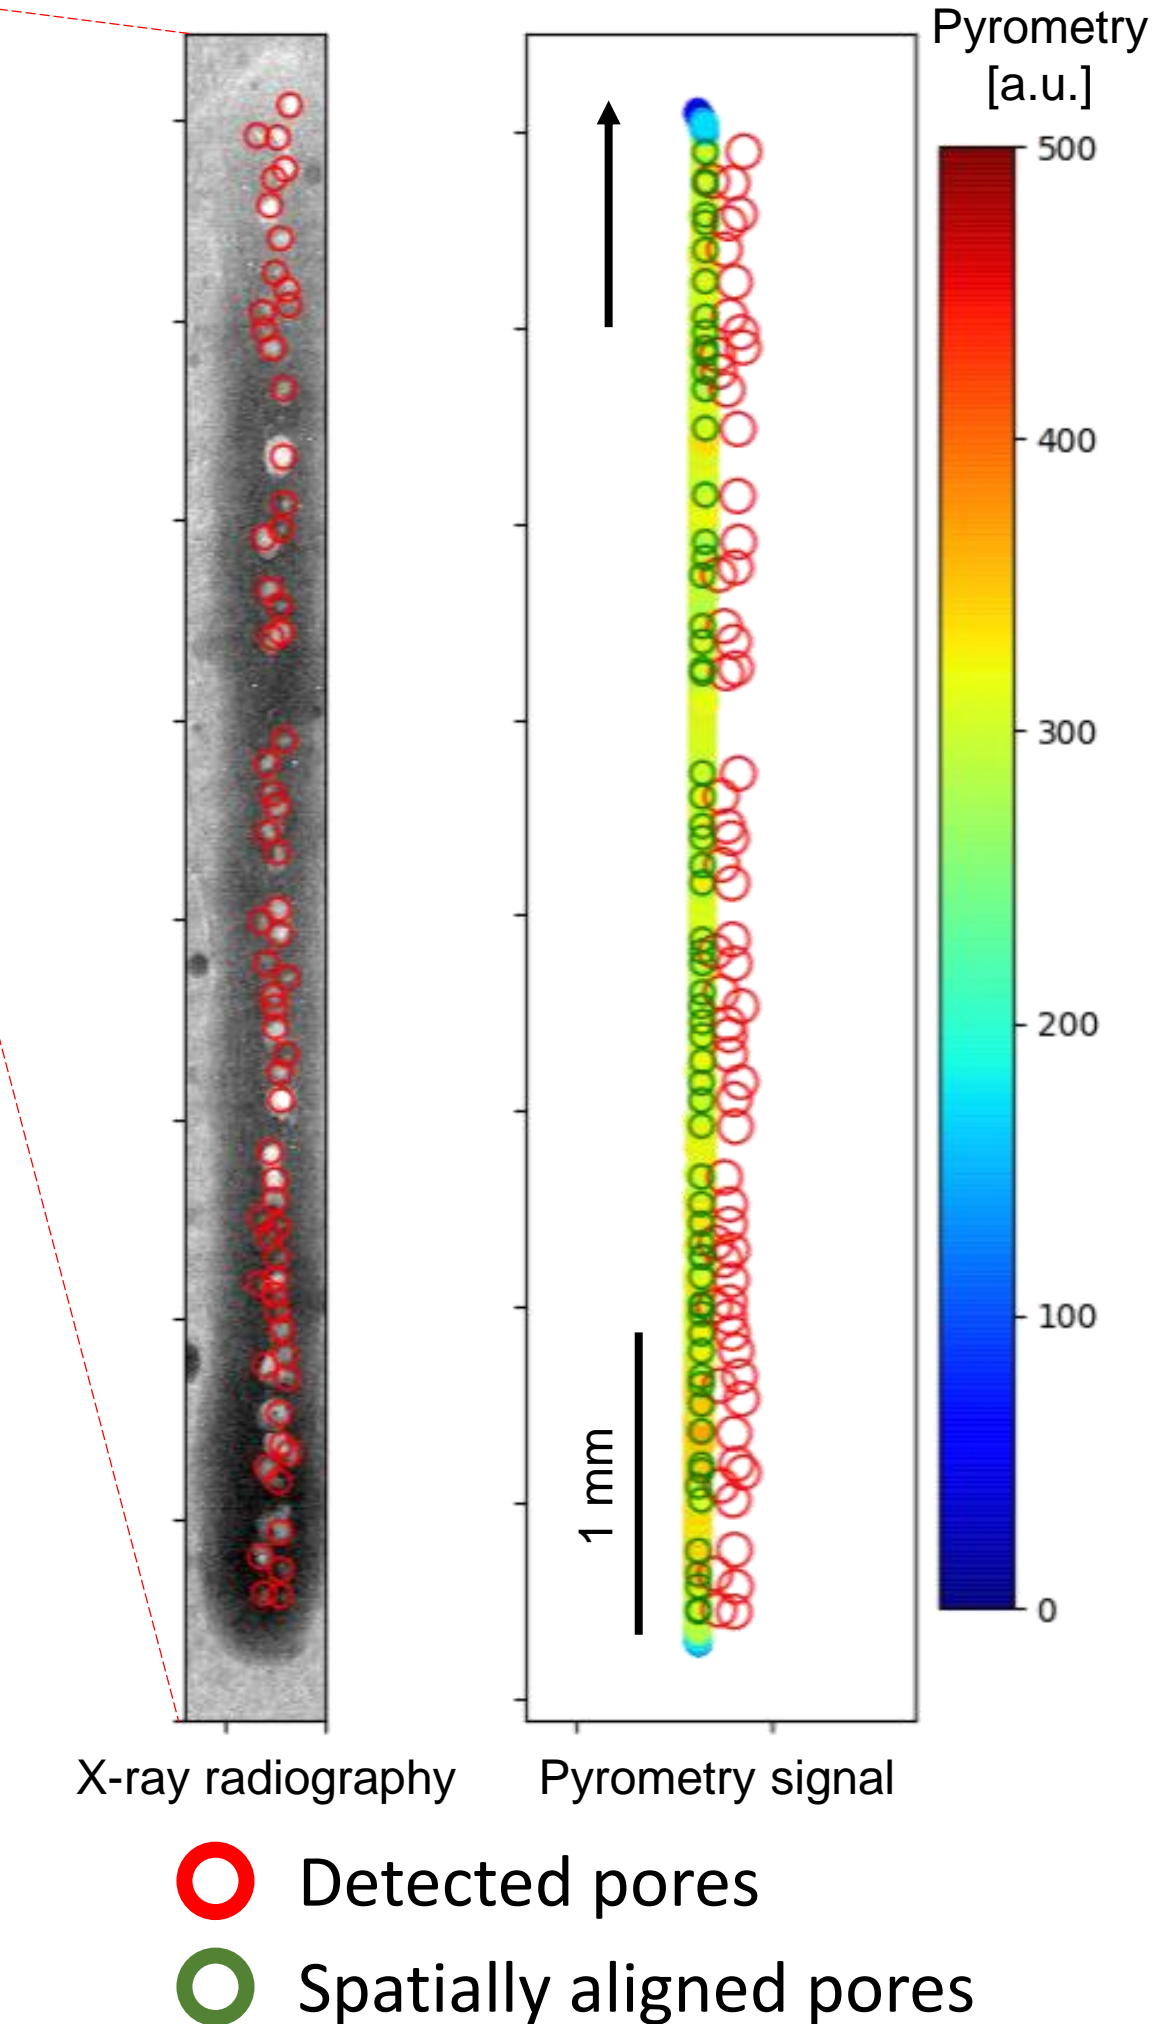 Pyrometry
[a.u.]
500
400
300
200
100
0
1 mm
X-ray radiography
Pyrometry signal
Detected pores
Spatially aligned pores